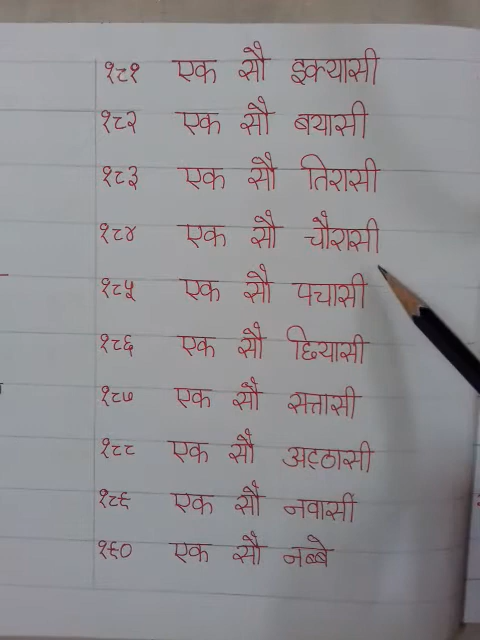 १८१ एक सौ इक्यासी
१८२ एक सौ बयासी
१८३ एक सौ तिरासी
१८४ एक सौ चौरासी
१८५ एक सौ पचासी
१८६ एक सौ छियासी
१८७ एक सौ सत्तासी
१८८ एक सौ अट्ठासी
१८९ एक सौ नवासी
१९० एक सौ नब्बे